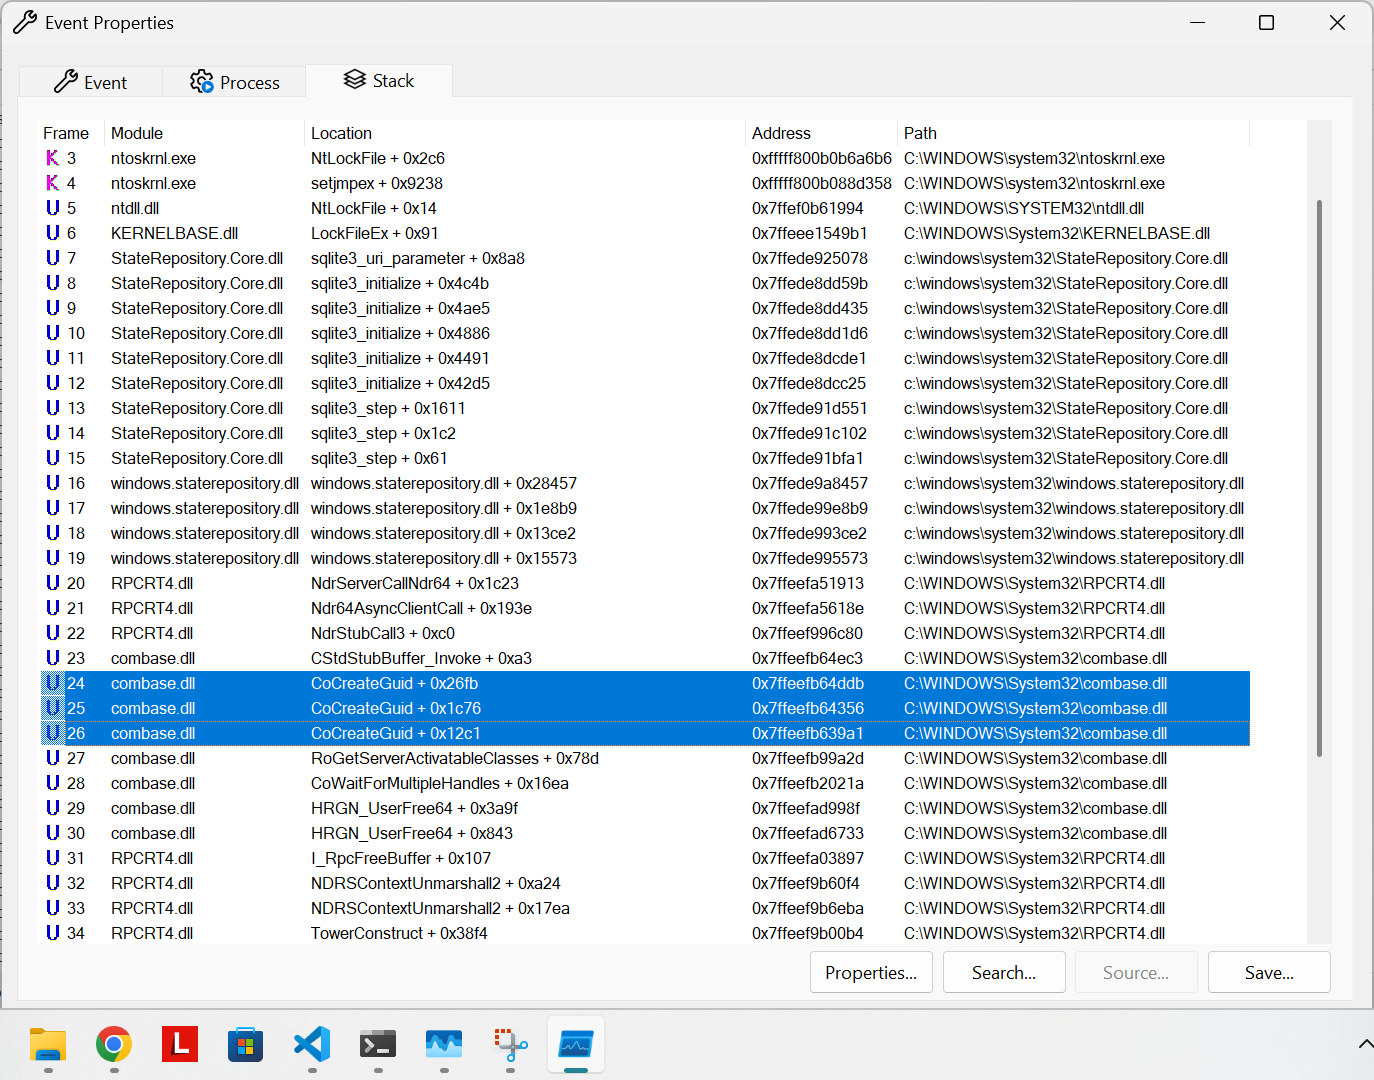 Event Properties
Event Process Stack
Frame Module Location Address Path
K 3 ntoskrnl.exe NtLockFile + 0x2c6 0xfffff800b0b6a6b6 C:\WINDOWS\system32\ntoskrnl.exe
K 4 ntoskrnl.exe setjmpex + 0x9238 0xfffff800b088d358 C:\WINDOWS\system32\ntoskrnl.exe
U 5 ntdll.dll NtLockFile + 0x14 0x7ffef0b61994 C:\WINDOWS\SYSTEM32\ntdll.dll
U 6 KERNELBASE.dll LockFileEx + 0x91 0x7ffeee1549b1 C:\WINDOWS\System32\KERNELBASE.dll
U 7 StateRepository.Core.dll sqlite3_uri_parameter + 0x8a8 0x7ffede925078 c:\windows\system32\StateRepository.Core.dll
U 8 StateRepository.Core.dll sqlite3_initialize + 0x4c4b 0x7ffede8dd59b c:\windows\system32\StateRepository.Core.dll
U 9 StateRepository.Core.dll sqlite3_initialize + 0x4ae5 0x7ffede8dd435 c:\windows\system32\StateRepository.Core.dll
U 10 StateRepository.Core.dll sqlite3_initialize + 0x4886 0x7ffede8dd1d6 c:\windows\system32\StateRepository.Core.dll
U 11 StateRepository.Core.dll sqlite3_initialize + 0x4491 0x7ffede8dcde1 c:\windows\system32\StateRepository.Core.dll
U 12 StateRepository.Core.dll sqlite3_initialize + 0x42d5 0x7ffede8dcc25 c:\windows\system32\StateRepository.Core.dll
U 13 StateRepository.Core.dll sqlite3_step + 0x1611 0x7ffede91d551 c:\windows\system32\StateRepository.Core.dll
U 14 StateRepository.Core.dll sqlite3_step + 0x1c2 0x7ffede91c102 c:\windows\system32\StateRepository.Core.dll
U 15 StateRepository.Core.dll sqlite3_step + 0x61 0x7ffede91bfa1 c:\windows\system32\StateRepository.Core.dll
U 16 windows.staterepository.dll windows.staterepository.dll + 0x28457 0x7ffede9a8457 c:\windows\system32\windows.staterepository.dll
U 17 windows.staterepository.dll windows.staterepository.dll + 0x1e8b9 0x7ffede99e8b9 c:\windows\system32\windows.staterepository.dll
U 18 windows.staterepository.dll windows.staterepository.dll + 0x13ce2 0x7ffede993ce2 c:\windows\system32\windows.staterepository.dll
U 19 windows.staterepository.dll windows.staterepository.dll + 0x15573 0x7ffede995573 c:\windows\system32\windows.staterepository.dll
U 20 RPCRT4.dll NdrServerCallNdr64 + 0x1c23 0x7ffeefa51913 C:\WINDOWS\System32\RPCRT4.dll
U 21 RPCRT4.dll Ndr64AsyncClientCall + 0x193e 0x7ffeefa5618e C:\WINDOWS\System32\RPCRT4.dll
U 22 RPCRT4.dll NdrStubCall3 + 0xc0 0x7ffeef996c80 C:\WINDOWS\System32\RPCRT4.dll
U 23 combase.dll CStdStubBuffer_Invoke + 0xa3 0x7ffeefb64ec3 C:\WINDOWS\System32\combase.dll
U 24 combase.dll CoCreateGuid + 0x26fb 0x7ffeefb64ddb C:\WINDOWS\System32\combase.dll
U 25 combase.dll CoCreateGuid + 0x1c76 0x7ffeefb64356 C:\WINDOWS\System32\combase.dll
U 26 combase.dll CoCreateGuid + 0x12c1 0x7ffeefb639a1 C:\WINDOWS\System32\combase.dll
U 27 combase.dll RoGetServerActivatableClasses + 0x78d 0x7ffeefb99a2d C:\WINDOWS\System32\combase.dll
U 28 combase.dll CoWaitForMultipleHandles + 0x16ea 0x7ffeefb2021a C:\WINDOWS\System32\combase.dll
U 29 combase.dll HRGN_UserFree64 + 0x3a9f 0x7ffeefad998f C:\WINDOWS\System32\combase.dll
U 30 combase.dll HRGN_UserFree64 + 0x843 0x7ffeefad6733 C:\WINDOWS\System32\combase.dll
U 31 RPCRT4.dll I_RpcFreeBuffer + 0x107 0x7ffeefa03897 C:\WINDOWS\System32\RPCRT4.dll
U 32 RPCRT4.dll NDRSContextUnmarshall2 + 0xa24 0x7ffeef9b60f4 C:\WINDOWS\System32\RPCRT4.dll
U 33 RPCRT4.dll NDRSContextUnmarshall2 + 0x17ea 0x7ffeef9b6eba C:\WINDOWS\System32\RPCRT4.dll
U 34 RPCRT4.dll TowerConstruct + 0x38f4 0x7ffeef9b00b4 C:\WINDOWS\System32\RPCRT4.dll
Properties... Search... Source... Save...
L